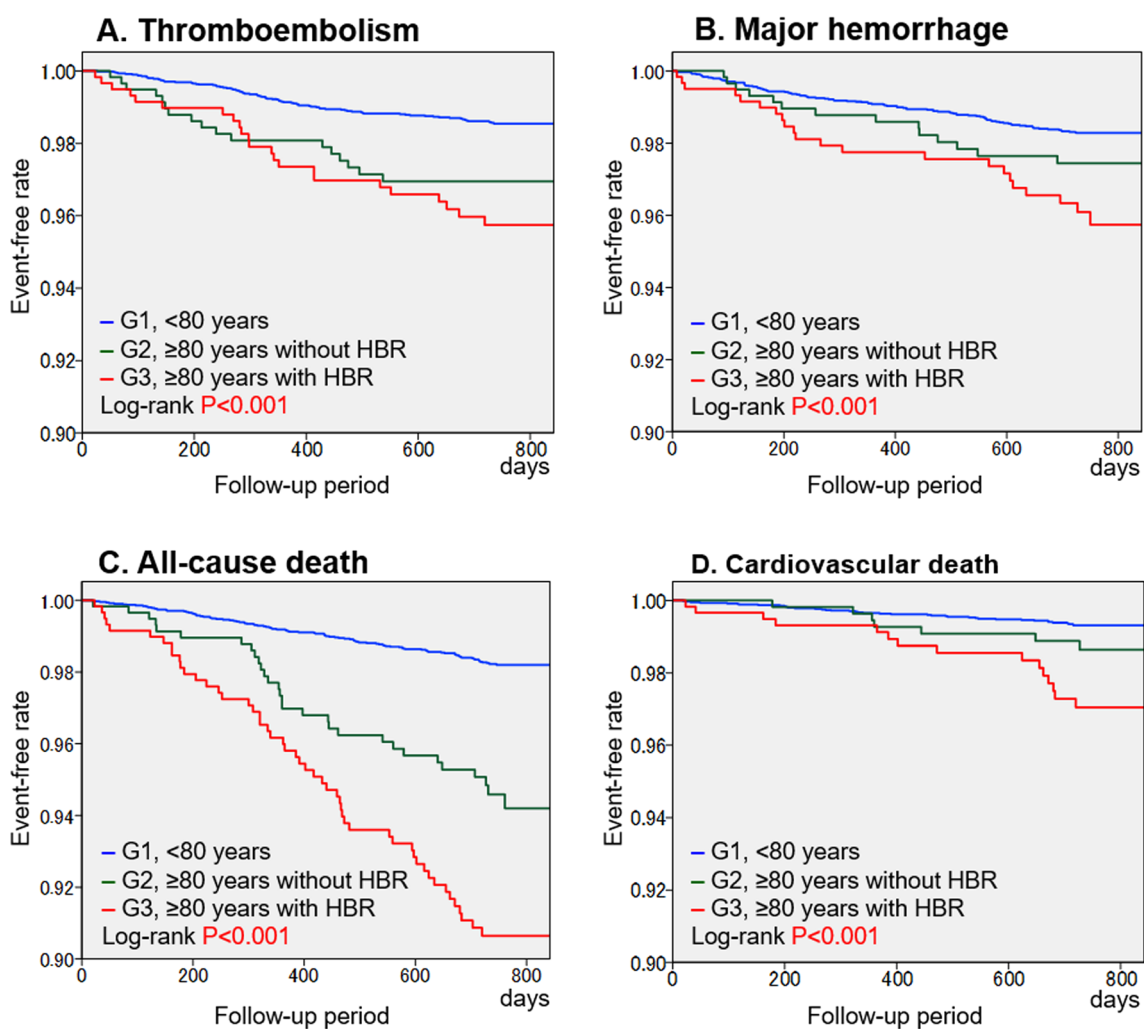 A. Thromboembolism
Event-free rate
1.00
0.98
0.96
0.94
0.92
0.90
G1, <80 years
G2, ≥80 years without HBR
G3, ≥80 years with HBR
Log-rank P<0.001
0 200 400 600 800
days
Follow-up period
B. Major hemorrhage
Event-free rate
1.00
0.98
0.96
0.94
0.92
0.90
G1, <80 years
G2, ≥80 years without HBR
G3, ≥80 years with HBR
Log-rank P<0.001
0 200 400 600 800
days
Follow-up period
C. All-cause death
Event-free rate
1.00
0.98
0.96
0.94
0.92
0.90
G1, <80 years
G2, ≥80 years without HBR
G3, ≥80 years with HBR
Log-rank P<0.001
0 200 400 600 800
days
Follow-up period
D. Cardiovascular death
Event-free rate
1.00
0.98
0.96
0.94
0.92
0.90
G1, <80 years
G2, ≥80 years without HBR
G3, ≥80 years with HBR
Log-rank P<0.001
0 200 400 600 800
days
Follow-up period